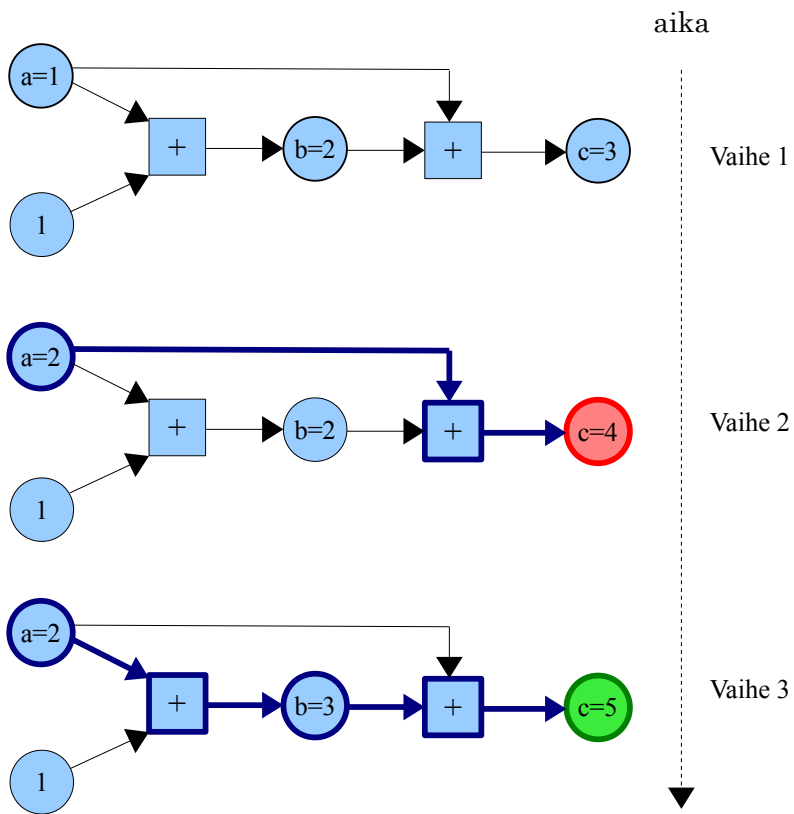 aika
a=1
+
b=2
+
c=3
1
Vaihe 1
a=2
+
b=2
+
c=4
1
Vaihe 2
a=2
+
b=3
+
c=5
1
Vaihe 3